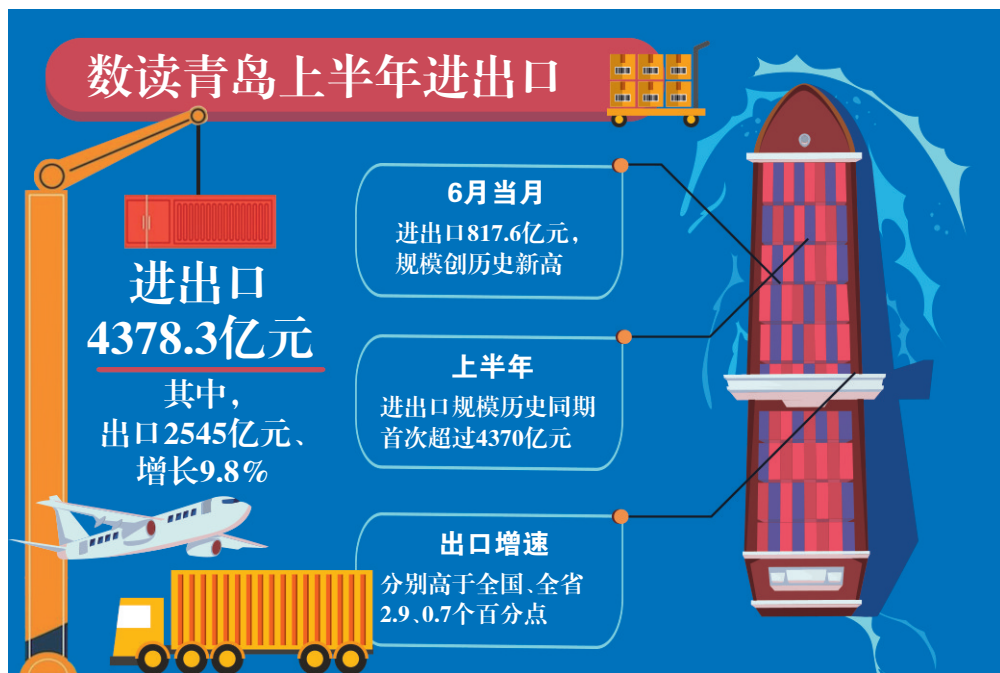 数读青岛上半年进出口
进出口
4378.3亿元
其中，
出口2545亿元、
增长9.8%
6月当月
进出口817.6亿元，
规模创历史新高
上半年
进出口规模历史同期
首次超过4370亿元
出口增速
分别高于全国、全省
2.9、0.7个百分点